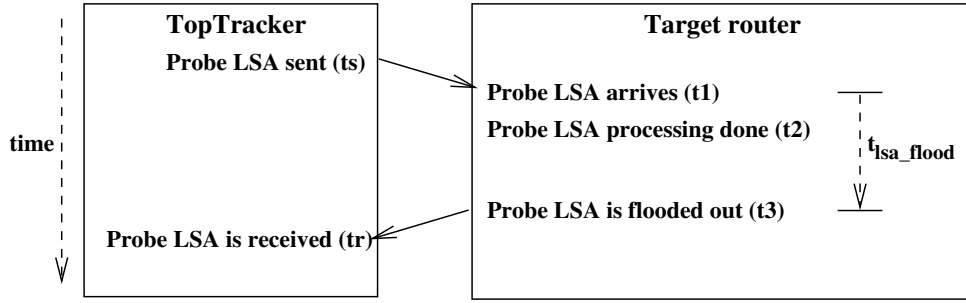 TopTracker
Target router
Probe LSA sent (ts)
Probe LSA arrives (t1)
Probe LSA processing done (t2)
time
t_lsa_flood
Probe LSA is flooded out (t3)
Probe LSA is received (tr)